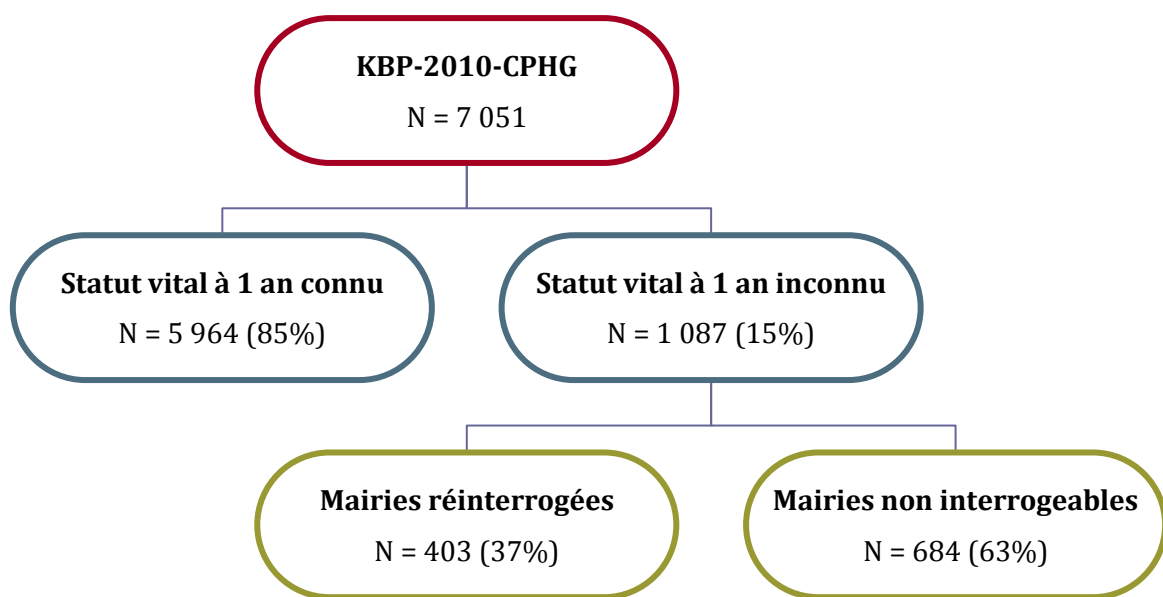 KBP-2010-CPHG
N = 7 051
Statut vital à 1 an connu
N = 5 964 (85%)
Statut vital à 1 an inconnu
N = 1 087 (15%)
Mairies réinterrogées
N = 403 (37%)
Mairies non interrogeables
N = 684 (63%)